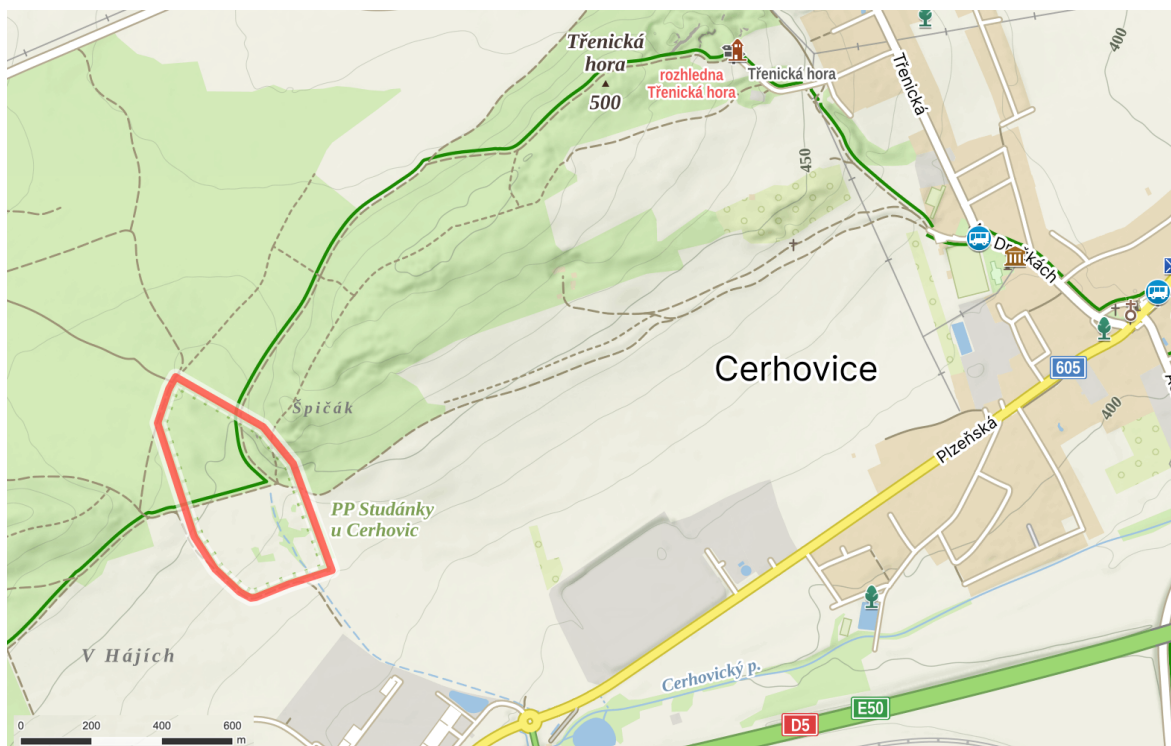 400
Třenická
hora
500
rozhledna
Třenická hora
Třenická hora
Třenická
450
Cerhovice
605
Plzeňská
400
Špičák
PP Studánky
u Cerhovic
V Hájích
Cerhovický p.
E50
D5
0 200 400 600
m